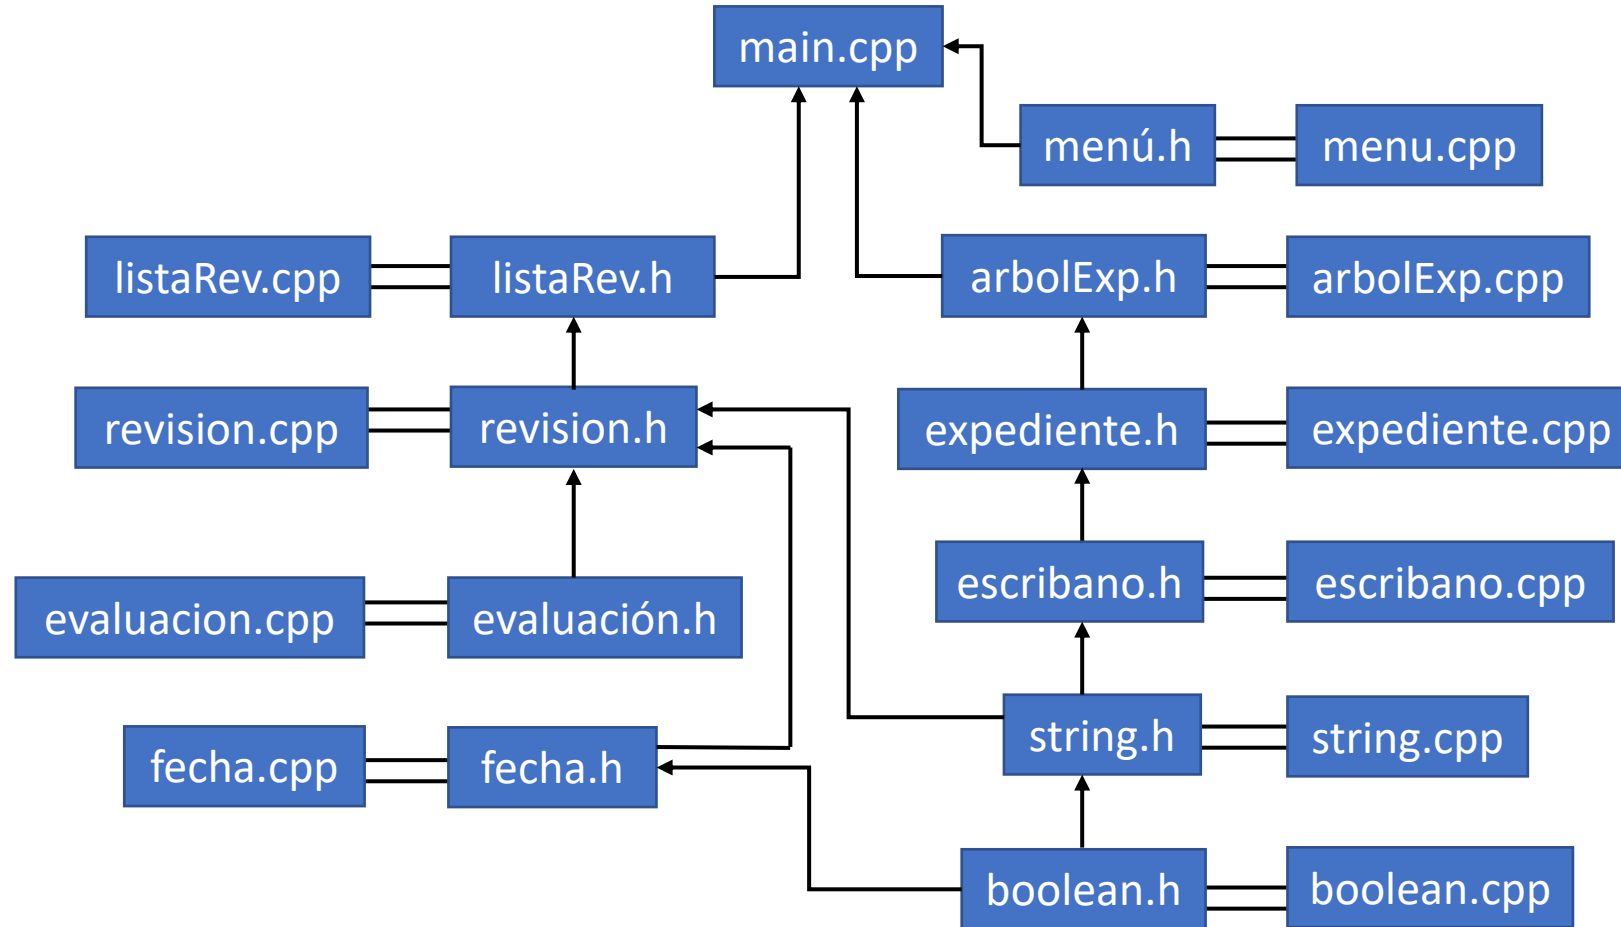 main.cpp
menú.h
menu.cpp
listaRev.cpp
listaRev.h
arbolExp.h
arbolExp.cpp
revision.cpp
revision.h
expediente.h
expediente.cpp
escribano.h
escribano.cpp
evaluacion.cpp
evaluación.h
string.h
string.cpp
fecha.cpp
fecha.h
boolean.h
boolean.cpp